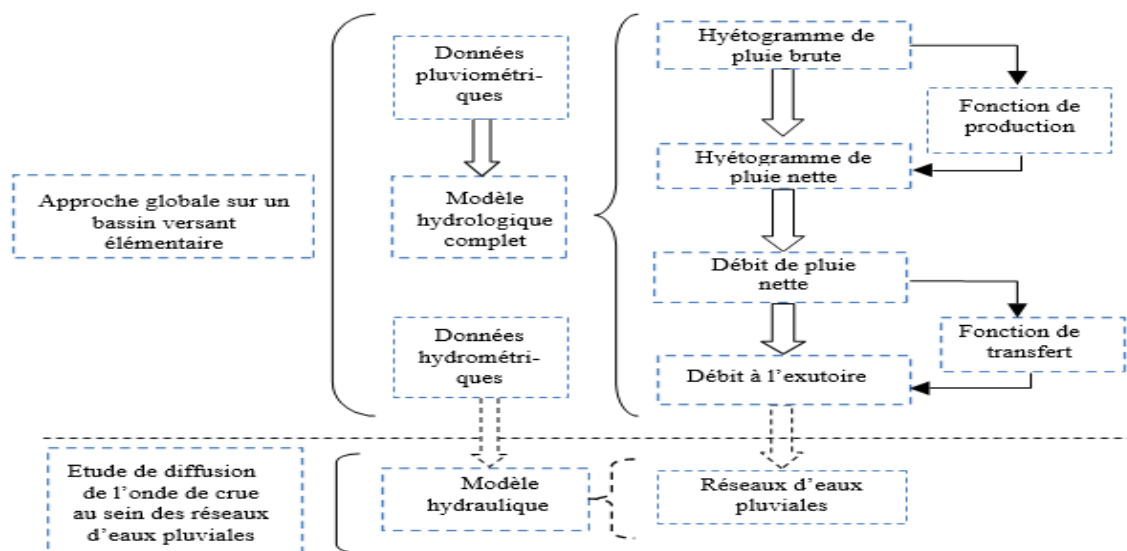 Approche globale sur un
bassin versant
élémentaire
Données
pluviométri-
ques
Modèle
hydrologique
complet
Données
hydrométri-
ques
Hyétogramme de
pluie brute
Fonction de
production
Hyétogramme de
pluie nette
Débit de pluie
nette
Fonction de
transfert
Débit à l’exutoire
Etude de diffusion
de l’onde de crue
au sein des réseaux
d’eaux pluviales
Modèle
hydraulique
Réseaux d’eaux
pluviales